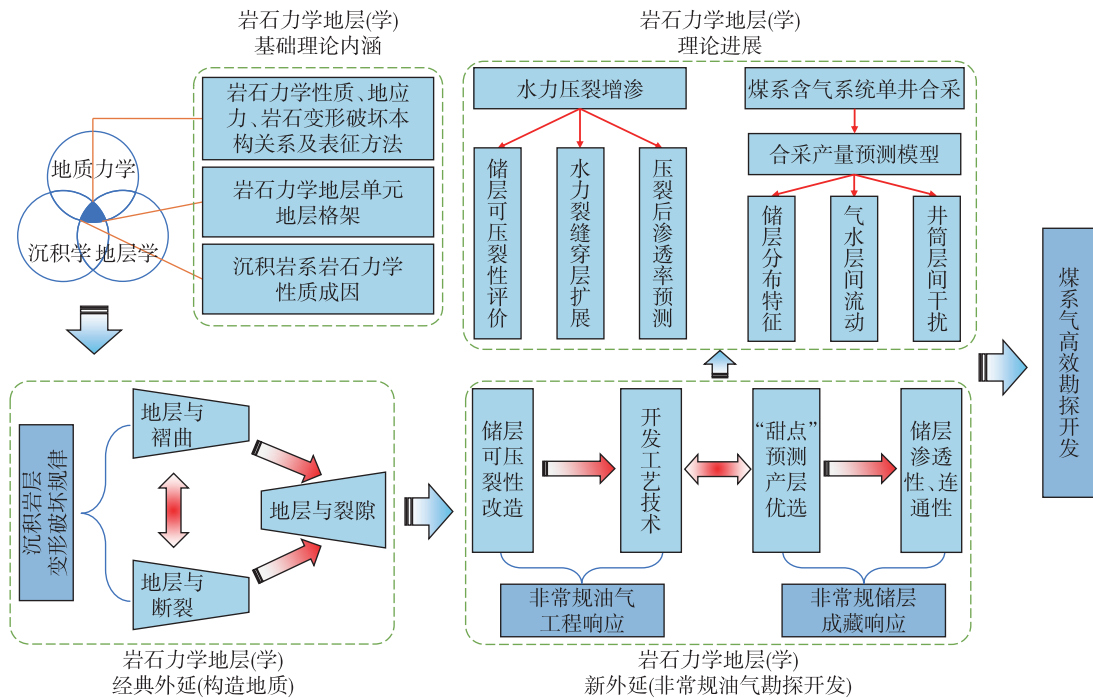 岩石力学地层(学)
基础理论内涵
岩石力学性质、地应
力、岩石变形破坏本
构关系及表征方法
岩石力学地层单元
地层格架
沉积岩系岩石力学
性质成因
地质力学
沉积学
地层学
岩石力学地层(学)
理论进展
水力压裂增渗
储层可压裂性评价
水力裂缝穿层扩展
压裂后渗透率预测
煤系含气系统单井合采
合采产量预测模型
储层分布特征
气水层间流动
井筒层间干扰
煤系气高效勘探开发
沉积岩层
变形破坏规律
地层与
褶曲
地层与
断裂
地层与裂隙
岩石力学地层(学)
经典外延(构造地质)
储层
可压
裂性
改造
开发工艺技术
“甜点”
预测
产层
优选
储层
渗透
性、连
通性
非常规油气
工程响应
非常规储层
成藏响应
岩石力学地层(学)
新外延(非常规油气勘探开发)